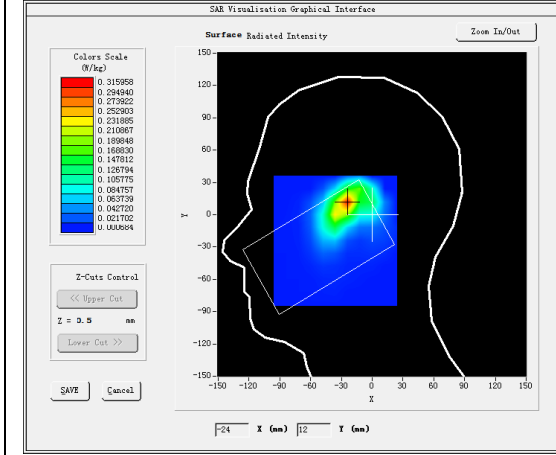 SAR Visualisation Graphical Interface
Surface Radiated Intensity
Zoom In/Out
Colors Scale
(W/kg)
0.315958
0.294940
0.273922
0.252903
0.231885
0.210867
0.189848
0.168830
0.147812
0.126794
0.105775
0.084757
0.063739
0.042720
0.021702
0.000684
150
120
90
60
30
0
-30
-60
-90
-120
-150
Y
-150 -120 -90 -60 -30 0 30 60 90 120 150
X
Z-Cuts Control
<< Upper Cut
Z = 0.5 mm
Lower Cut >>
SAVE
Cancel
-24 X (mm) 12 Y (mm)